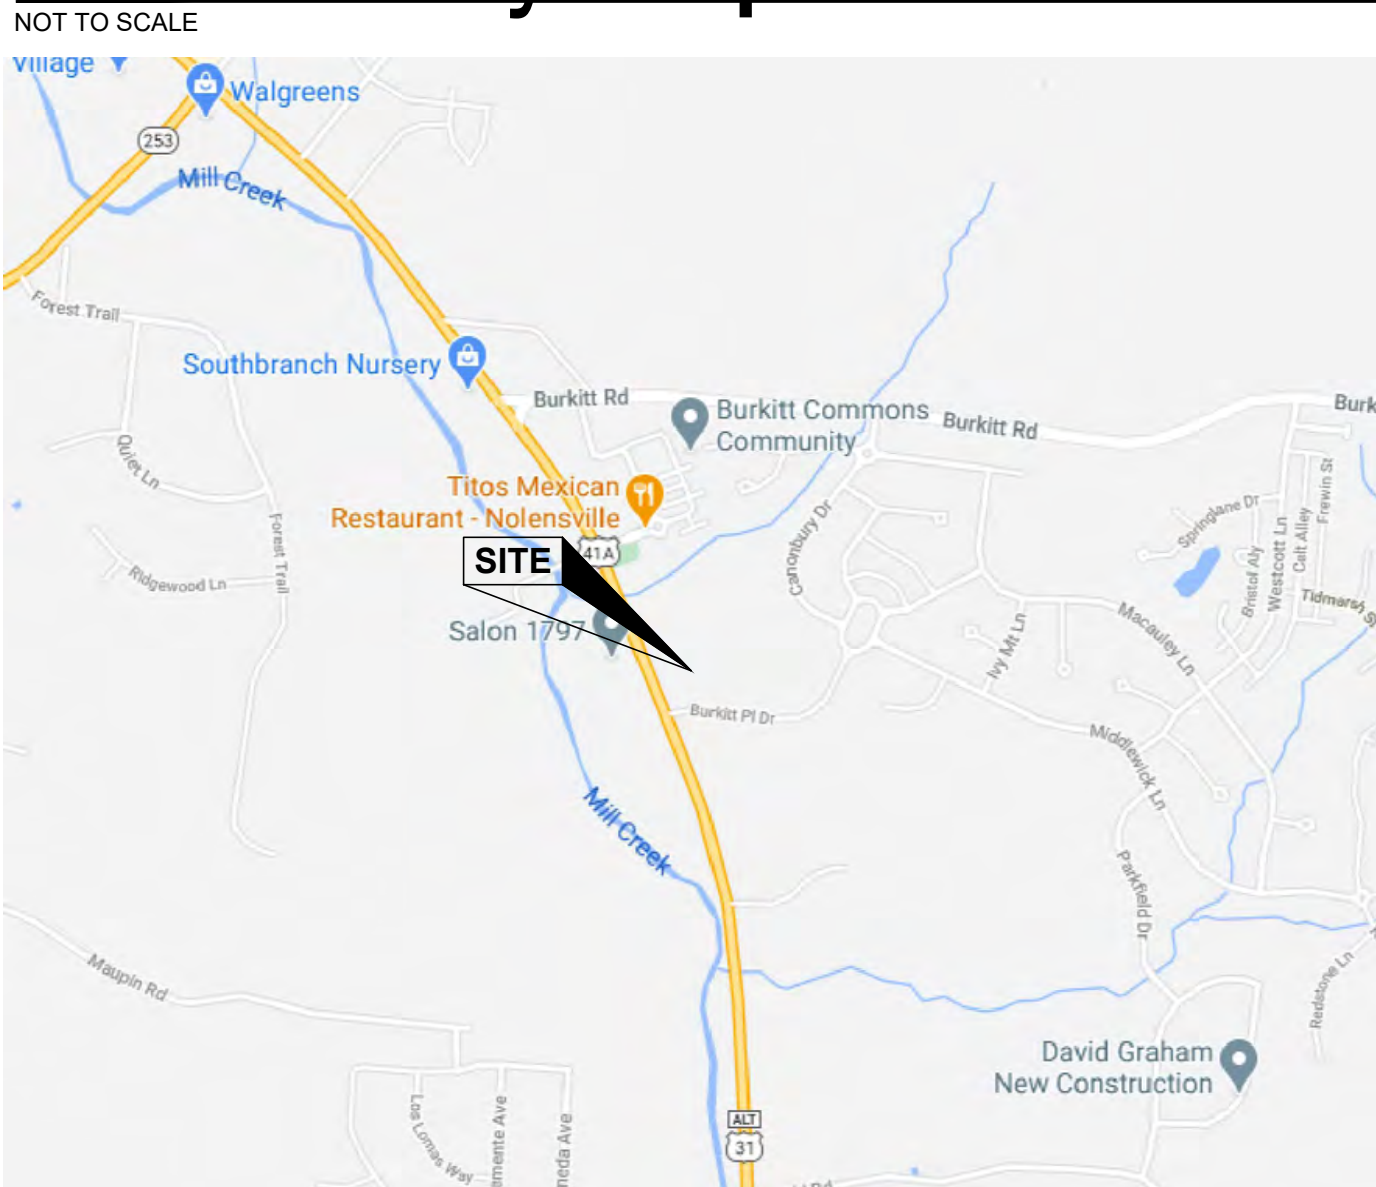 NOT TO SCALE
Village
Walgreens
253
Mill Creek
Forest Trail
Southbranch Nursery
Burkitt Rd
Burkitt Commons
Community
Burkitt Rd
Quiet Ln
Titos Mexican
Restaurant - Nolensville
Canonbury Dr
Springlane Dr
Frewin St
Calt Alley
Westcott Ln
Bristol Aly
Forest Trail
41A
SITE
Ridgewood Ln
Tidmarsh
Salon 1797
Ivy Mt Ln
Macauley Ln
Burkitt Pl Dr
Middlewick Ln
Mill Creek
Parkfield Dr
Maupin Rd
Redstone Ln
David Graham
New Construction
Los Lomas Way
ALT
31